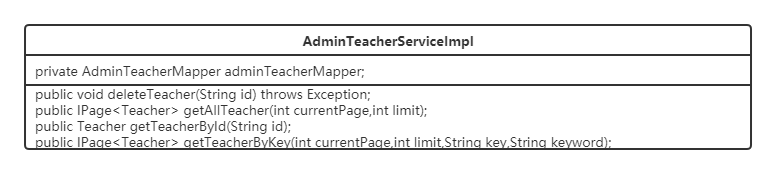 AdminTeacherServiceImpl
private AdminTeacherMapper adminTeacherMapper;
public void deleteTeacher(String id) throws Exception;
public IPage<Teacher> getAllTeacher(int currentPage,int limit);
public Teacher getTeacherById(String id);
public IPage<Teacher> getTeacherByKey(int currentPage,int limit,String key,String keyword);